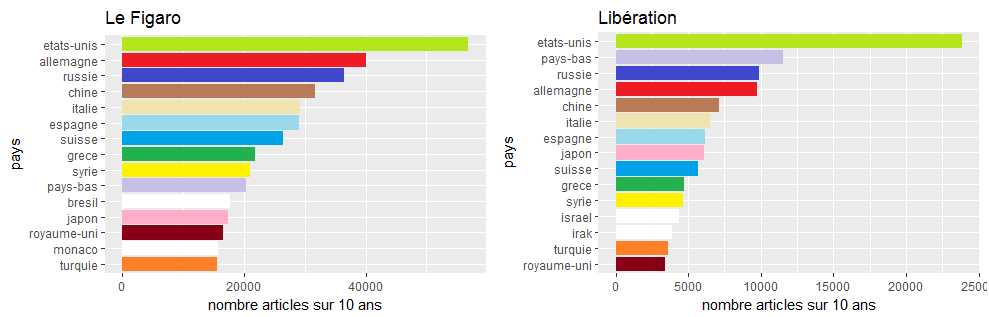 Le Figaro
etats-unis
allemagne
russie
chine
italie
espagne
suisse
grece
syrie
pays-bas
bresil
japon
royaume-uni
monaco
turquie
pays
0 20000 40000
nombre articles sur 10 ans
Libération
etats-unis
pays-bas
russie
allemagne
chine
italie
espagne
japon
suisse
grece
syrie
israel
irak
turquie
royaume-uni
pays
0 5000 10000 15000 20000 2500
nombre articles sur 10 ans